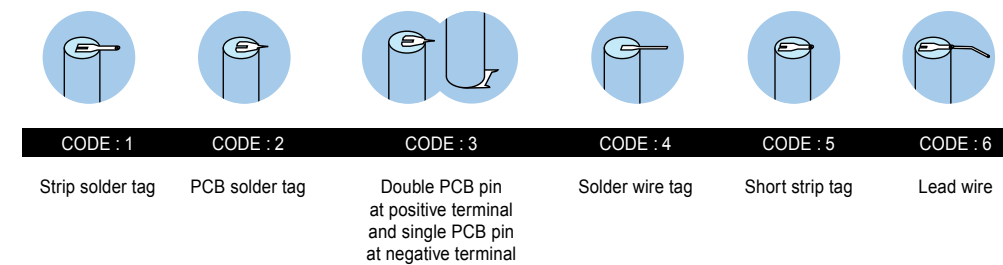 CODE : 1
CODE : 2
CODE : 3
CODE : 4
CODE : 5
CODE : 6
Strip solder tag
PCB solder tag
Double PCB pin
at positive terminal
and single PCB pin
at negative terminal
Solder wire tag
Short strip tag
Lead wire